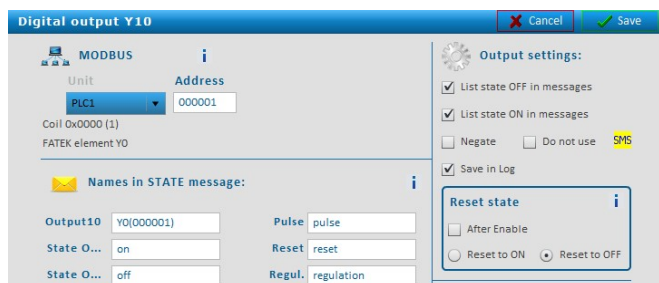 Digital output Y10
Cancel
Save
MODBUS
i
Unit
Address
PLC1
000001
Coil 0x0000 (1)
FATEK element Y0
Names in STATE message:
i
Output10
Y0(000001)
Pulse
pulse
State O...
on
Reset
reset
State O...
off
Regul.
regulation
Output settings:
List state OFF in messages
List state ON in messages
Negate
Do not use
SMS
Save in Log
Reset state
i
After Enable
Reset to ON
Reset to OFF